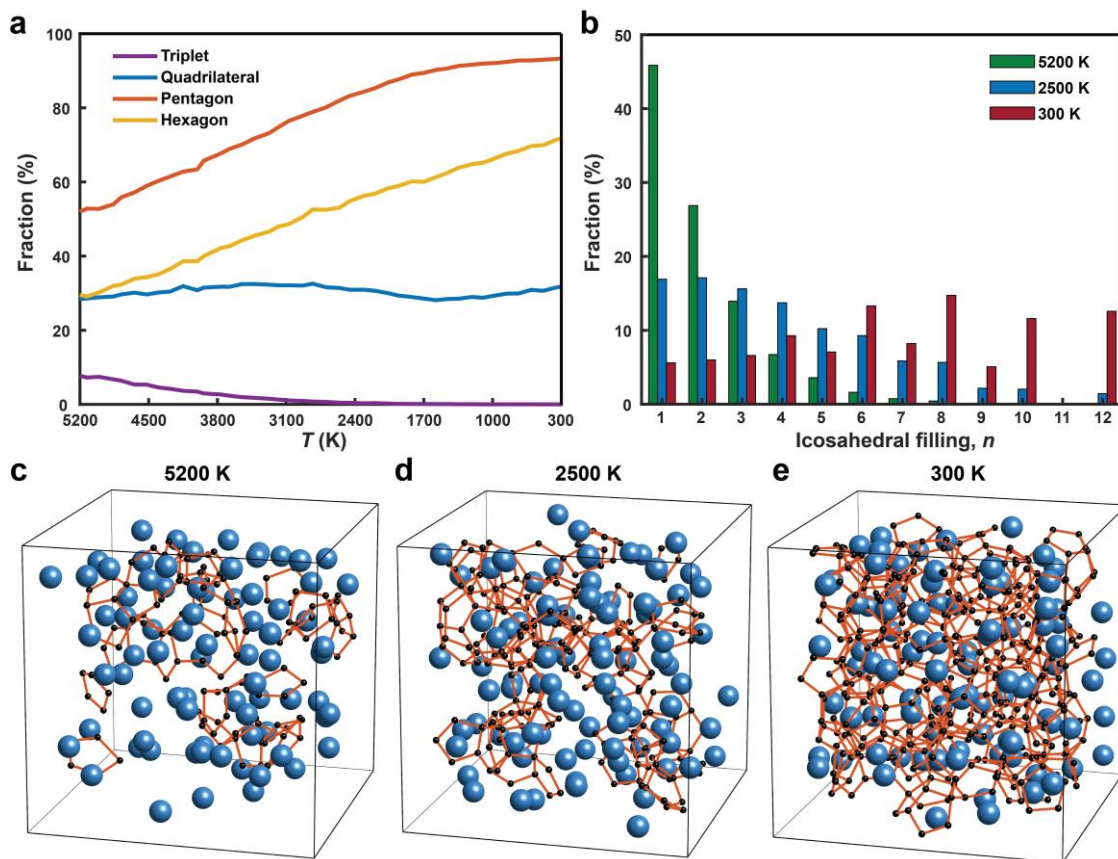 a
100
80
60
40
20
0
Fraction (%)
Triplet
Quadrilateral
Pentagon
Hexagon
5200 4500 3800 3100 2400 1700 1000 300
T (K)
b
50
40
30
20
10
0
Fraction (%)
5200 K
2500 K
300 K
1 2 3 4 5 6 7 8 9 10 11 12
Icosahedral filling, n
c
5200 K
d
2500 K
e
300 K